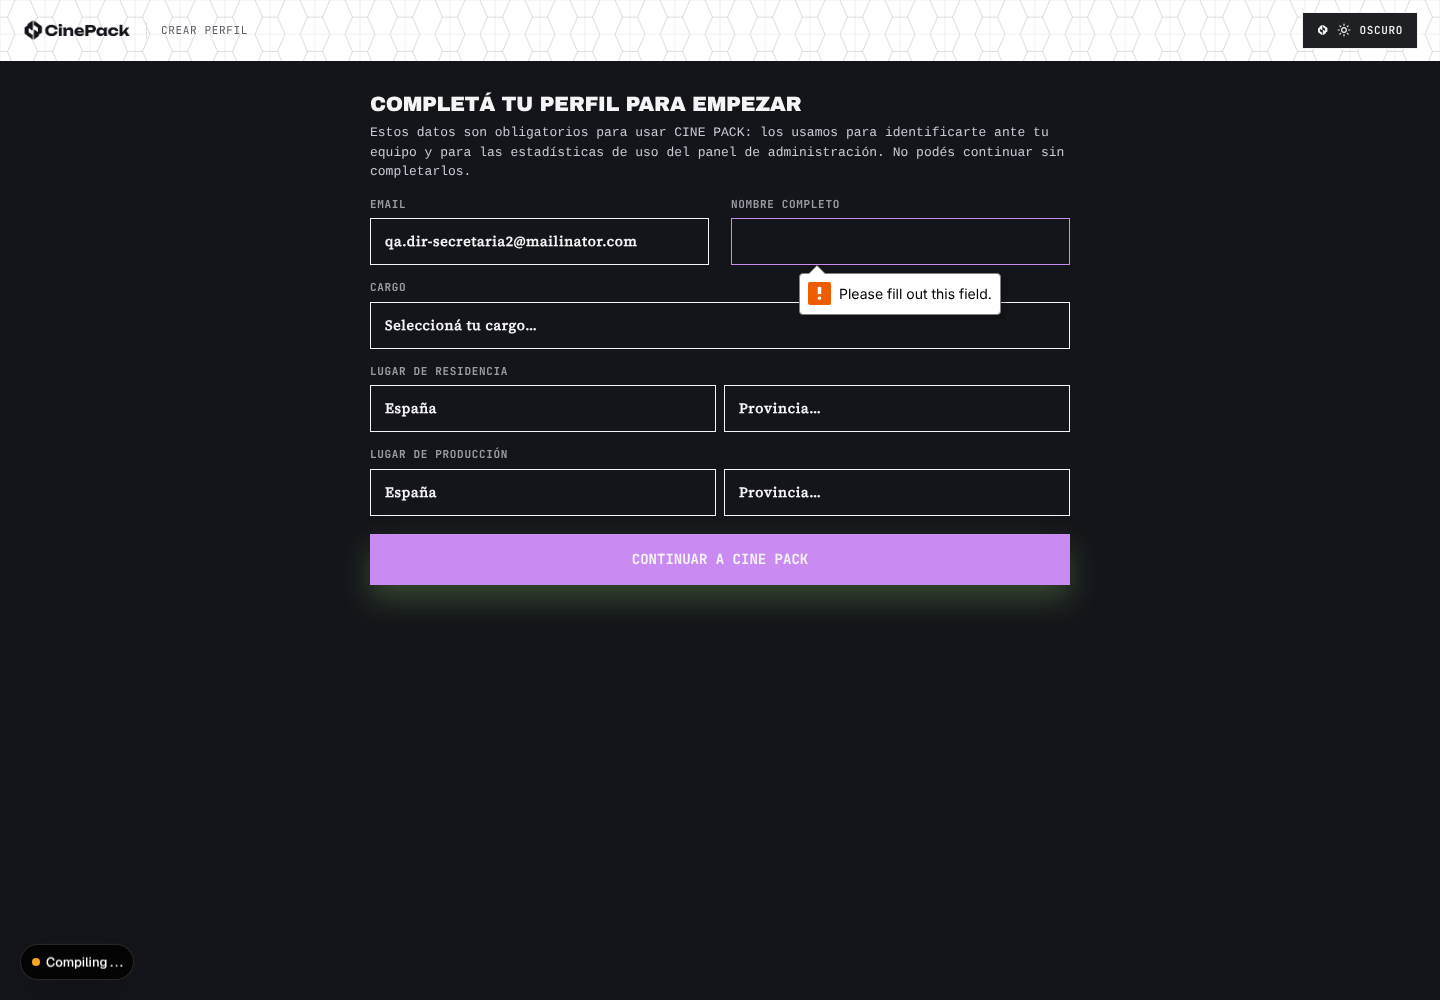 CinePack
CREAR PERFIL
OSCURO
COMPLETÁ TU PERFIL PARA EMPEZAR
Estos datos son obligatorios para usar CINE PACK: los usamos para identificarte ante tu
equipo y para las estadísticas de uso del panel de administración. No podés continuar sin
completarlos.
EMAIL
NOMBRE COMPLETO
qa.dir-secretaria2@mailinator.com
Please fill out this field.
CARGO
Seleccioná tu cargo...
LUGAR DE RESIDENCIA
España
Provincia...
LUGAR DE PRODUCCIÓN
España
Provincia...
CONTINUAR A CINE PACK
Compiling ...